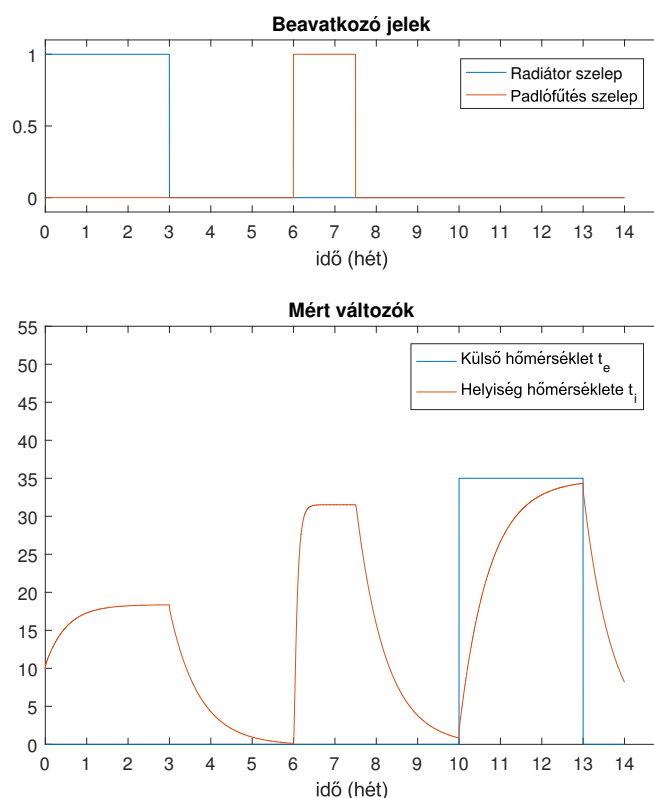 Beavatkozó jelek
1
0.5
0
Radiátor szelep
Padlófűtés szelep
0 1 2 3 4 5 6 7 8 9 10 11 12 13 14
idő (hét)
Mért változók
55
50
45
40
35
30
25
20
15
10
5
0
Külső hőmérséklet t_e
Helyiség hőmérséklete t_i
0 1 2 3 4 5 6 7 8 9 10 11 12 13 14
idő (hét)